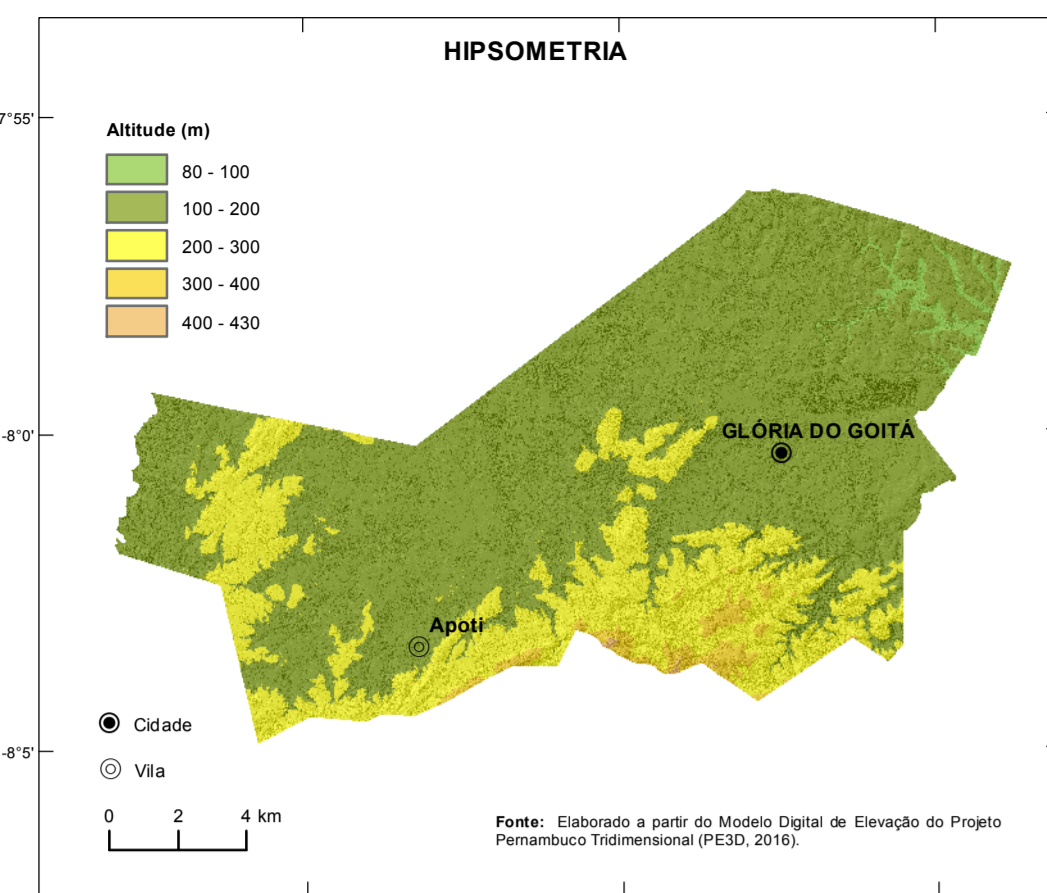 HIPSOMETRIA
7°55'
Altitude (m)
80 - 100
100 - 200
200 - 300
300 - 400
400 - 430
-8°0'
GLÓRIA DO GOITÁ
Apoti
Cidade
-8°5'
Vila
0 2 4 km
Fonte: Elaborado a partir do Modelo Digital de Elevação do Projeto
Pernambuco Tridimensional (PE3D, 2016).